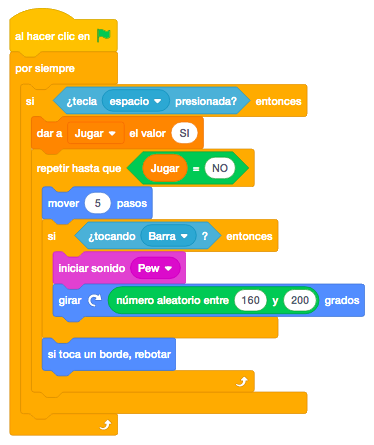 al hacer clic en
por siempre
si ¿tecla espacio presionada? entonces
dar a Jugar el valor SI
repetir hasta que Jugar = NO
mover 5 pasos
si ¿tocando Barra ? entonces
iniciar sonido Pew
girar número aleatorio entre 160 y 200 grados
si toca un borde, rebotar